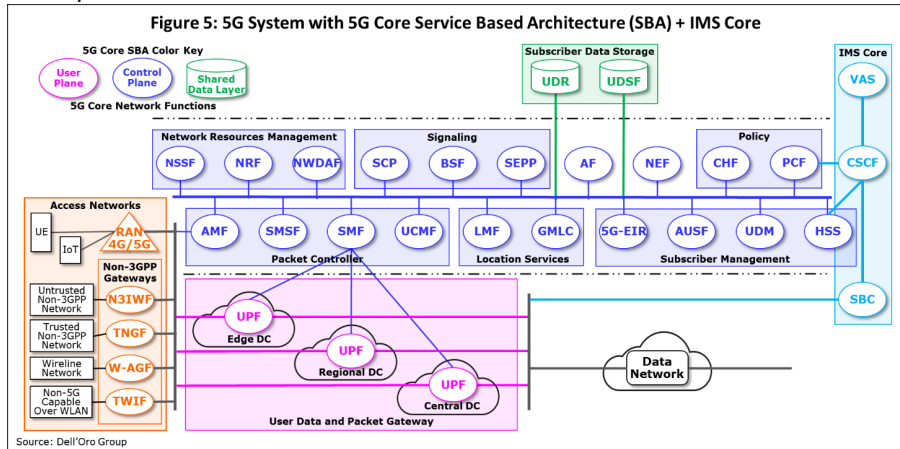 Figure 5: 5G System with 5G Core Service Based Architecture (SBA) + IMS Core
5G Core SBA Color Key
User
Plane
Control
Plane
Shared
Data Layer
5G Core Network Functions
Subscriber Data Storage
UDR
UDSF
IMS Core
VAS
CSCF
SBC
Network Resources Management
NSSF
NRF
NWDAF
Signaling
SCP
BSF
SEPP
AF
NEF
Policy
CHF
PCF
Access Networks
UE
IoT
RAN
4G/5G
AMF
SMSF
SMF
UCMF
Packet Controller
LMF
GMLC
Location Services
5G-EIR
AUSF
UDM
HSS
Subscriber Management
Non-3GPP
Gateways
Untrusted
Non-3GPP
Network
N3IWF
Trusted
Non-3GPP
Network
TNGF
Wireline
Network
W-AGF
Non-5G
Capable
Over WLAN
TWIF
UPF
Edge DC
UPF
Regional DC
UPF
Central DC
User Data and Packet Gateway
Data
Network
Source: Dell'Oro Group